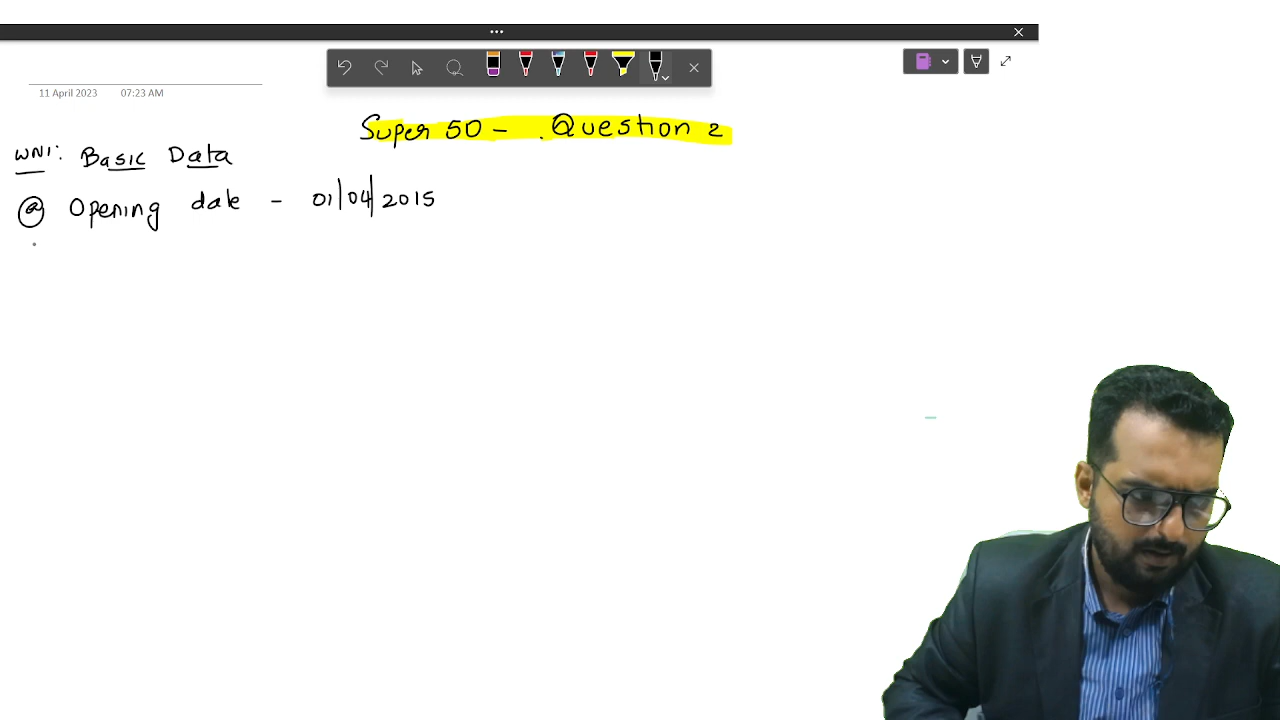 11 April 2023 07:23 AM
Super 50 - Question 2
WN1: Basic Data
@ Opening date - 01/04/2015